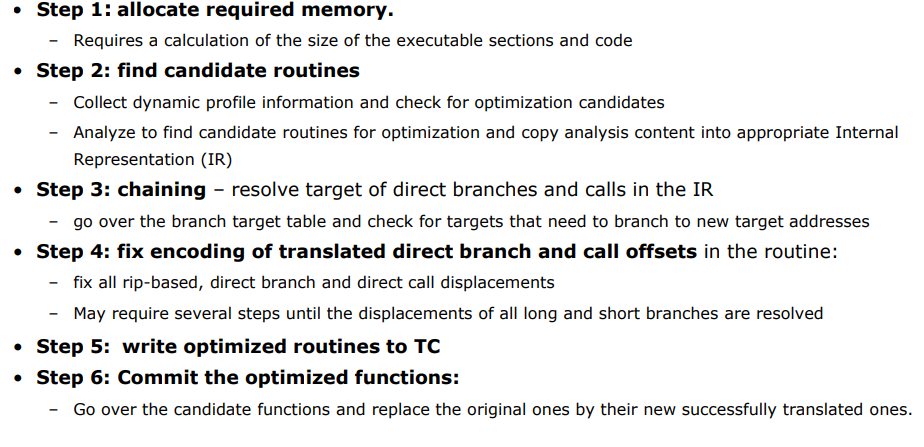 • Step 1: allocate required memory.
– Requires a calculation of the size of the executable sections and code
• Step 2: find candidate routines
– Collect dynamic profile information and check for optimization candidates
– Analyze to find candidate routines for optimization and copy analysis content into appropriate Internal
Representation (IR)
• Step 3: chaining – resolve target of direct branches and calls in the IR
– go over the branch target table and check for targets that need to branch to new target addresses
• Step 4: fix encoding of translated direct branch and call offsets in the routine:
– fix all rip-based, direct branch and direct call displacements
– May require several steps until the displacements of all long and short branches are resolved
• Step 5: write optimized routines to TC
• Step 6: Commit the optimized functions:
– Go over the candidate functions and replace the original ones by their new successfully translated ones.